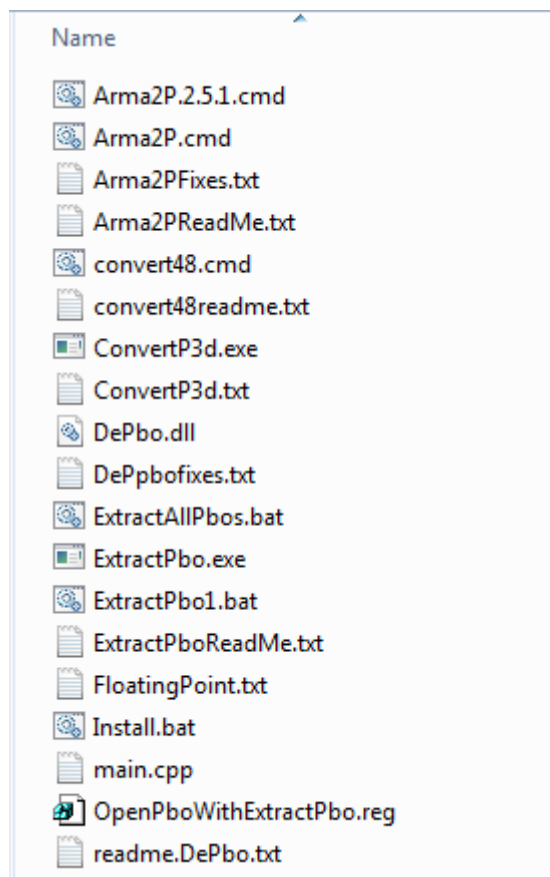 Name
Arma2P.2.5.1.cmd
Arma2P.cmd
Arma2PFixes.txt
Arma2PReadMe.txt
convert48.cmd
convert48readme.txt
ConvertP3d.exe
ConvertP3d.txt
DePbo.dll
DePpbofixes.txt
ExtractAllPbos.bat
ExtractPbo.exe
ExtractPbo1.bat
ExtractPboReadMe.txt
FloatingPoint.txt
Install.bat
main.cpp
OpenPboWithExtractPbo.reg
readme.DePbo.txt